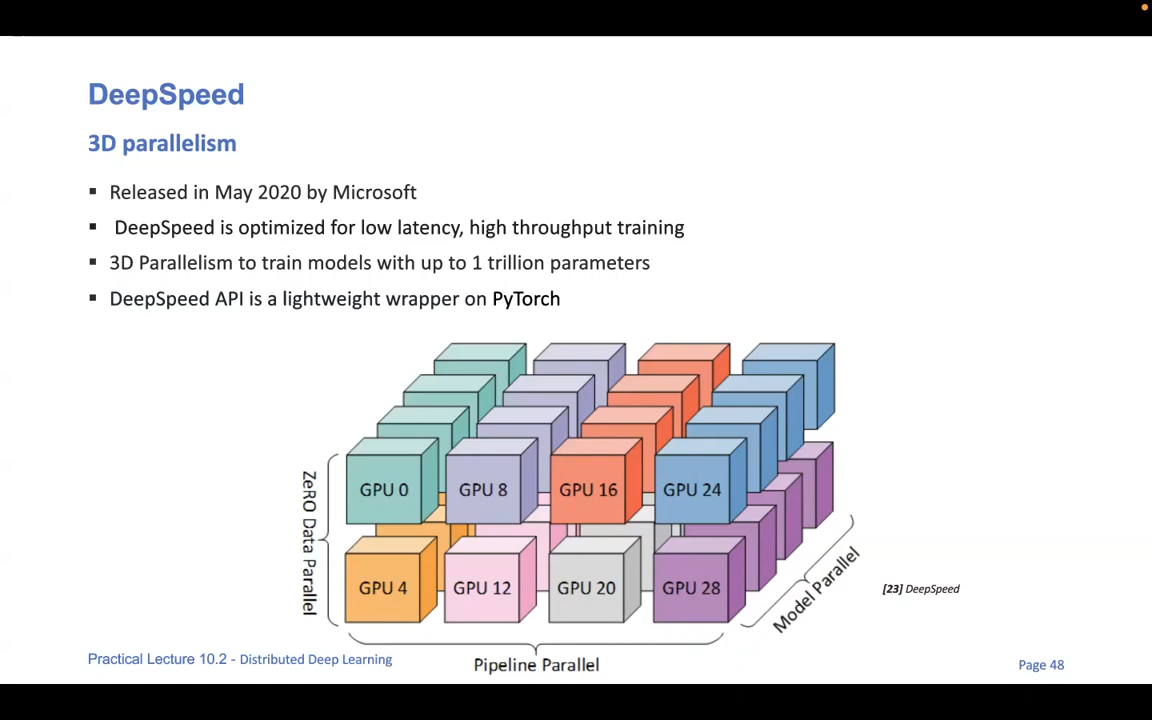 DeepSpeed
3D parallelism
▪ Released in May 2020 by Microsoft
▪ DeepSpeed is optimized for low latency, high throughput training
▪ 3D Parallelism to train models with up to 1 trillion parameters
▪ DeepSpeed API is a lightweight wrapper on PyTorch
ZeRO Data Parallel
GPU 0 GPU 8 GPU 16 GPU 24
GPU 4 GPU 12 GPU 20 GPU 28
Model Parallel
[23] DeepSpeed
Pipeline Parallel
Practical Lecture 10.2 - Distributed Deep Learning
Page 48